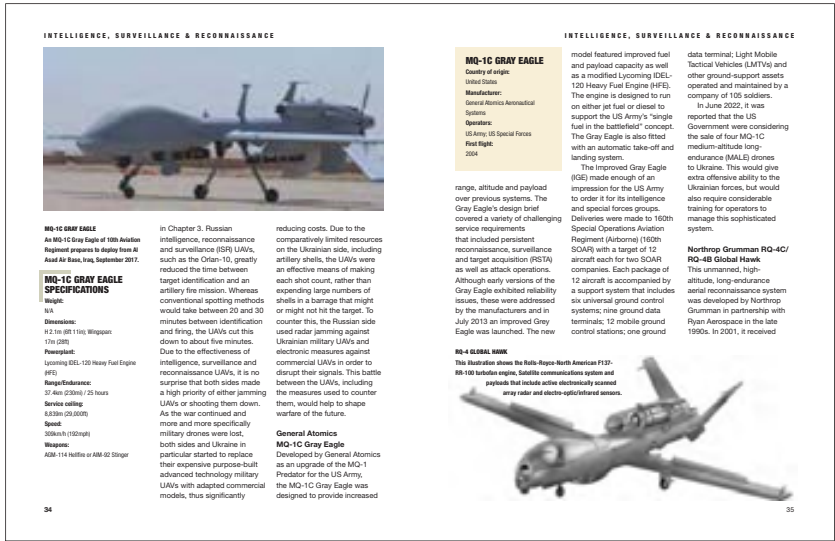 INTELLIGENCE, SURVEILLANCE & RECONNAISSANCE
MQ-1C GRAY EAGLE
An MQ-1C Gray Eagle of 10th Aviation
Regiment prepares to deploy from Al
Asad Air Base, Iraq, September 2017.
MQ-1C GRAY EAGLE
SPECIFICATIONS
Weight:
N/A
Dimensions:
H 2.1m (6ft 11in); Wingspan:
17m (28ft)
Powerplant:
Lycoming IDEL-120 Heavy Fuel Engine
(HFE)
Range/Endurance:
37.4km (230mi) / 25 hours
Service ceiling:
8,839m (29,000ft)
Speed:
309km/h (192mph)
Weapons:
AGM-114 Hellfire or AIM-92 Stinger
in Chapter 3. Russian
intelligence, reconnaissance
and surveillance (ISR) UAVs,
such as the Orlan-10, greatly
reduced the time between
target identification and an
artillery fire mission. Whereas
conventional spotting methods
would take between 20 and 30
minutes between identification
and firing, the UAVs cut this
down to about five minutes.
Due to the effectiveness of
intelligence, surveillance and
reconnaissance UAVs, it is no
surprise that both sides made
a high priority of either jamming
UAVs or shooting them down.
As the war continued and
more and more specifically
military drones were lost,
both sides and Ukraine in
particular started to replace
their expensive purpose-built
advanced technology military
UAVs with adapted commercial
models, thus significantly
reducing costs. Due to the
comparatively limited resources
on the Ukrainian side, including
artillery shells, the UAVs were
an effective means of making
each shot count, rather than
expending large numbers of
shells in a barrage that might
or might not hit the target. To
counter this, the Russian side
used radar jamming against
Ukrainian military UAVs and
electronic measures against
commercial UAVs in order to
disrupt their signals. This battle
between the UAVs, including
the measures used to counter
them, would help to shape
warfare of the future.
General Atomics
MQ-1C Gray Eagle
Developed by General Atomics
as an upgrade of the MQ-1
Predator for the US Army,
the MQ-1C Gray Eagle was
designed to provide increased
34
INTELLIGENCE, SURVEILLANCE & RECONNAISSANCE
MQ-1C GRAY EAGLE
Country of origin:
United States
Manufacturer:
General Atomics Aeronautical
Systems
Operators:
US Army; US Special Forces
First flight:
2004
range, altitude and payload
over previous systems. The
Gray Eagle's design brief
covered a variety of challenging
service requirements
that included persistent
reconnaissance, surveillance
and target acquisition (RSTA)
as well as attack operations.
Although early versions of the
Gray Eagle exhibited reliability
issues, these were addressed
by the manufacturers and in
July 2013 an improved Grey
Eagle was launched. The new
model featured improved fuel
and payload capacity as well
as a modified Lycoming IDEL-
120 Heavy Fuel Engine (HFE).
The engine is designed to run
on either jet fuel or diesel to
support the US Army's "single
fuel in the battlefield" concept.
The Gray Eagle is also fitted
with an automatic take-off and
landing system.
The Improved Gray Eagle
(IGE) made enough of an
impression for the US Army
to order it for its intelligence
and special forces groups.
Deliveries were made to 160th
Special Operations Aviation
Regiment (Airborne) (160th
SOAR) with a target of 12
aircraft each for two SOAR
companies. Each package of
12 aircraft is accompanied by
a support system that includes
six universal ground control
systems; nine ground data
terminals; 12 mobile ground
control stations; one ground
data terminal; Light Mobile
Tactical Vehicles (LMTVs) and
other ground-support assets
operated and maintained by a
company of 105 soldiers.
In June 2022, it was
reported that the US
Government were considering
the sale of four MQ-1C
medium-altitude long-
endurance (MALE) drones
to Ukraine. This would give
extra offensive ability to the
Ukrainian forces, but would
also require considerable
training for operators to
manage this sophisticated
system.
Northrop Grumman RQ-4C/
RQ-4B Global Hawk
This unmanned, high-
altitude, long-endurance
aerial reconnaissance system
was developed by Northrop
Grumman in partnership with
Ryan Aerospace in the late
1990s. In 2001, it received
RQ-4 GLOBAL HAWK
This illustration shows the Rolls-Royce-North American F137-
RR-100 turbofan engine, Satellite communications system and
payloads that include active electronically scanned
array radar and electro-optic/infrared sensors.
35